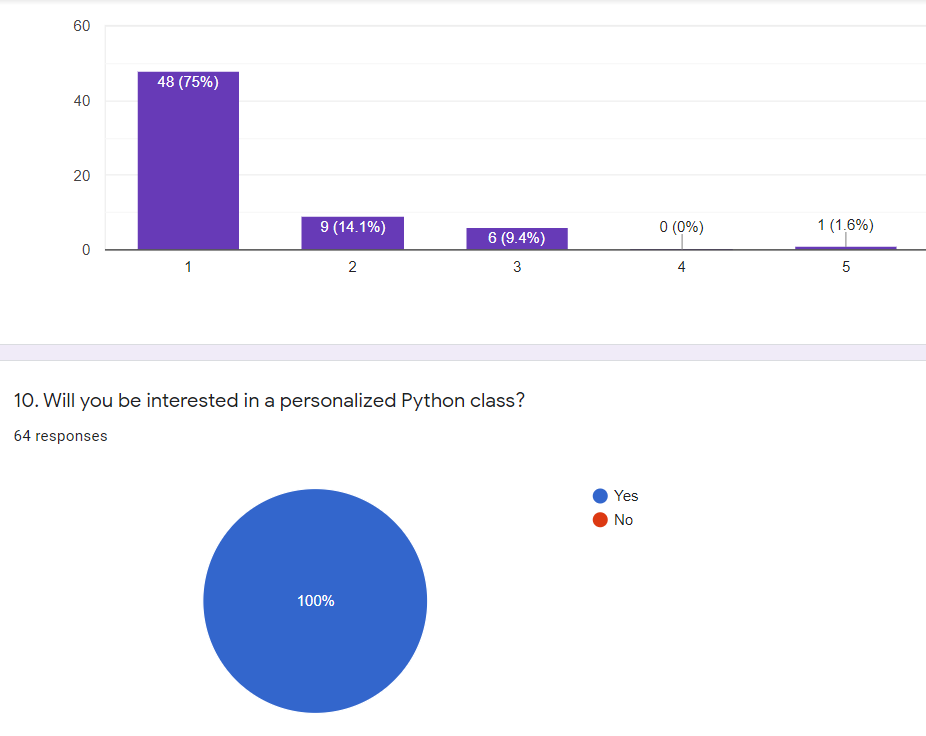 60
48 (75%)
40
20
9 (14.1%)
6 (9.4%)
0 (0%)
1 (1.6%)
0
1 2 3 4 5
10. Will you be interested in a personalized Python class?
64 responses
Yes
No
100%